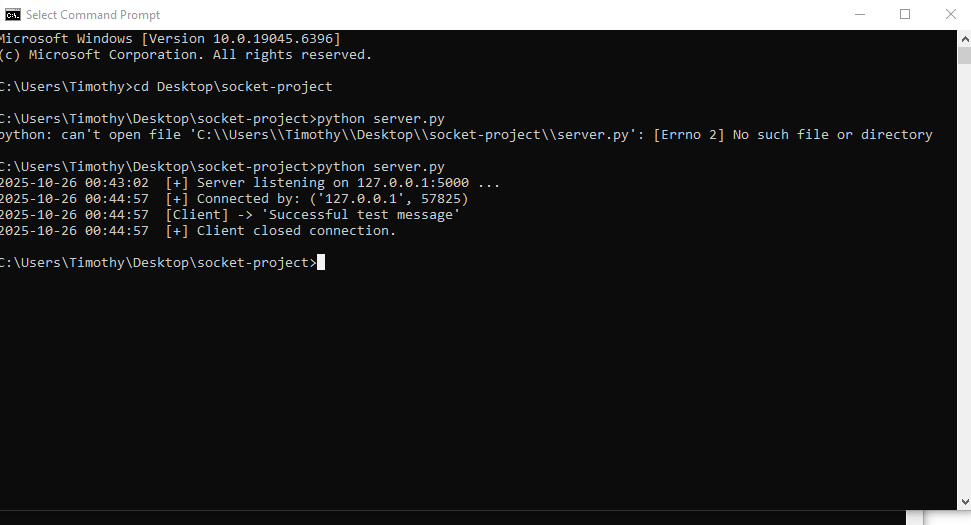 Select Command Prompt
Microsoft Windows [Version 10.0.19045.6396]
(c) Microsoft Corporation. All rights reserved.
C:\Users\Timothy>cd Desktop\socket-project
C:\Users\Timothy\Desktop\socket-project>python server.py
python: can't open file 'C:\\Users\\Timothy\\Desktop\\socket-project\\server.py': [Errno 2] No such file or directory
C:\Users\Timothy\Desktop\socket-project>python server.py
2025-10-26 00:43:02  [+] Server listening on 127.0.0.1:5000 ...
2025-10-26 00:44:57  [+] Connected by: ('127.0.0.1', 57825)
2025-10-26 00:44:57  [Client] -> 'Successful test message'
2025-10-26 00:44:57  [+] Client closed connection.
C:\Users\Timothy\Desktop\socket-project>